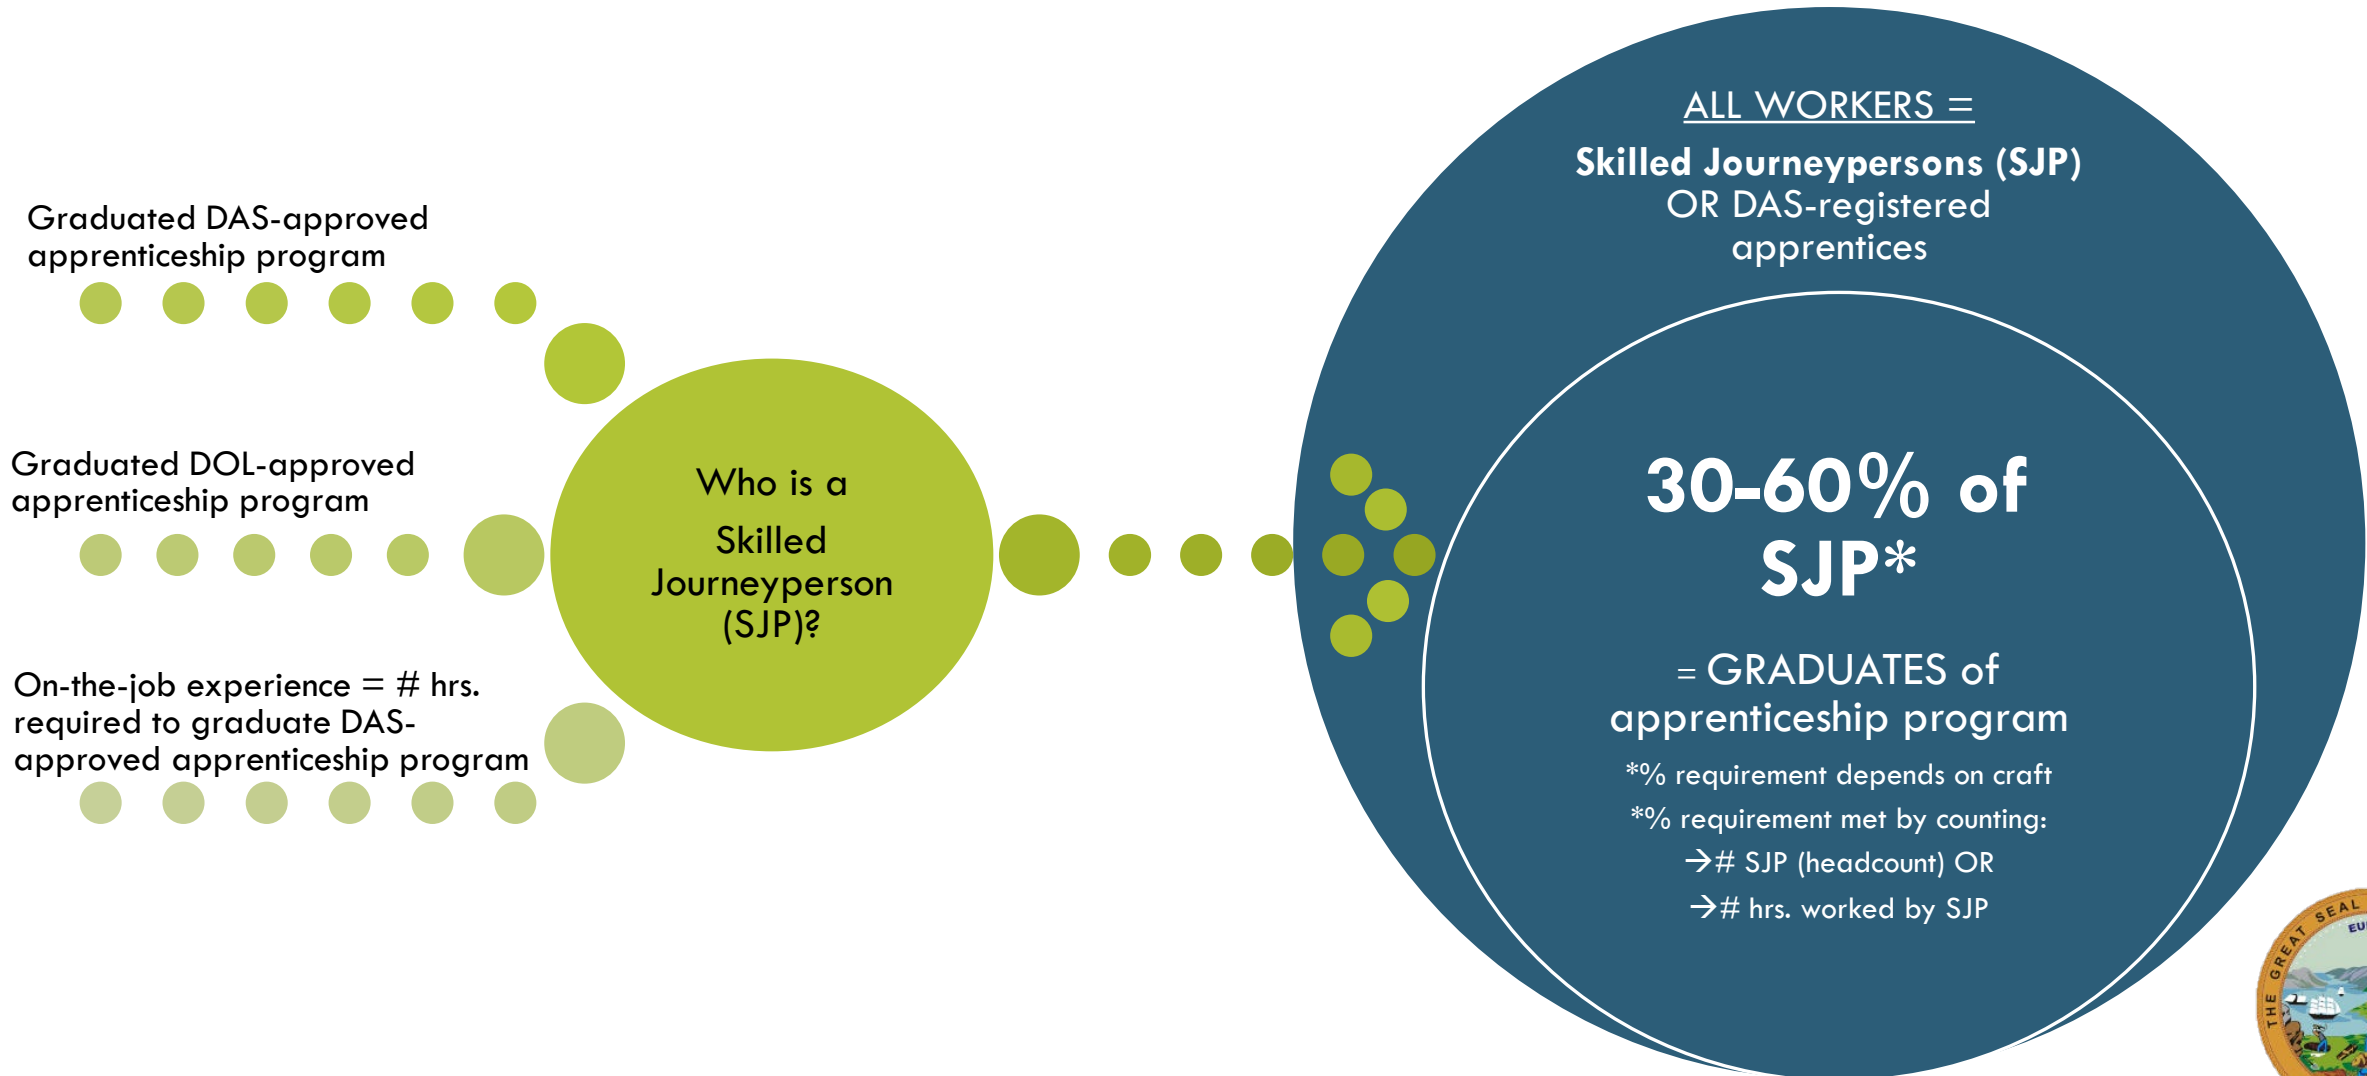 Graduated DAS-approved
apprenticeship program
Graduated DOL-approved
apprenticeship program
On-the-job experience = # hrs.
required to graduate DAS-
approved apprenticeship program
Who is a
Skilled
Journeyperson
(SJP)?
ALL WORKERS =
Skilled Journeypersons (SJP)
OR DAS-registered
apprentices
30-60% of
SJP*
= GRADUATES of
apprenticeship program
*% requirement depends on craft
*% requirement met by counting:
→# SJP (headcount) OR
→# hrs. worked by SJP
THE GREAT SEAL
EU